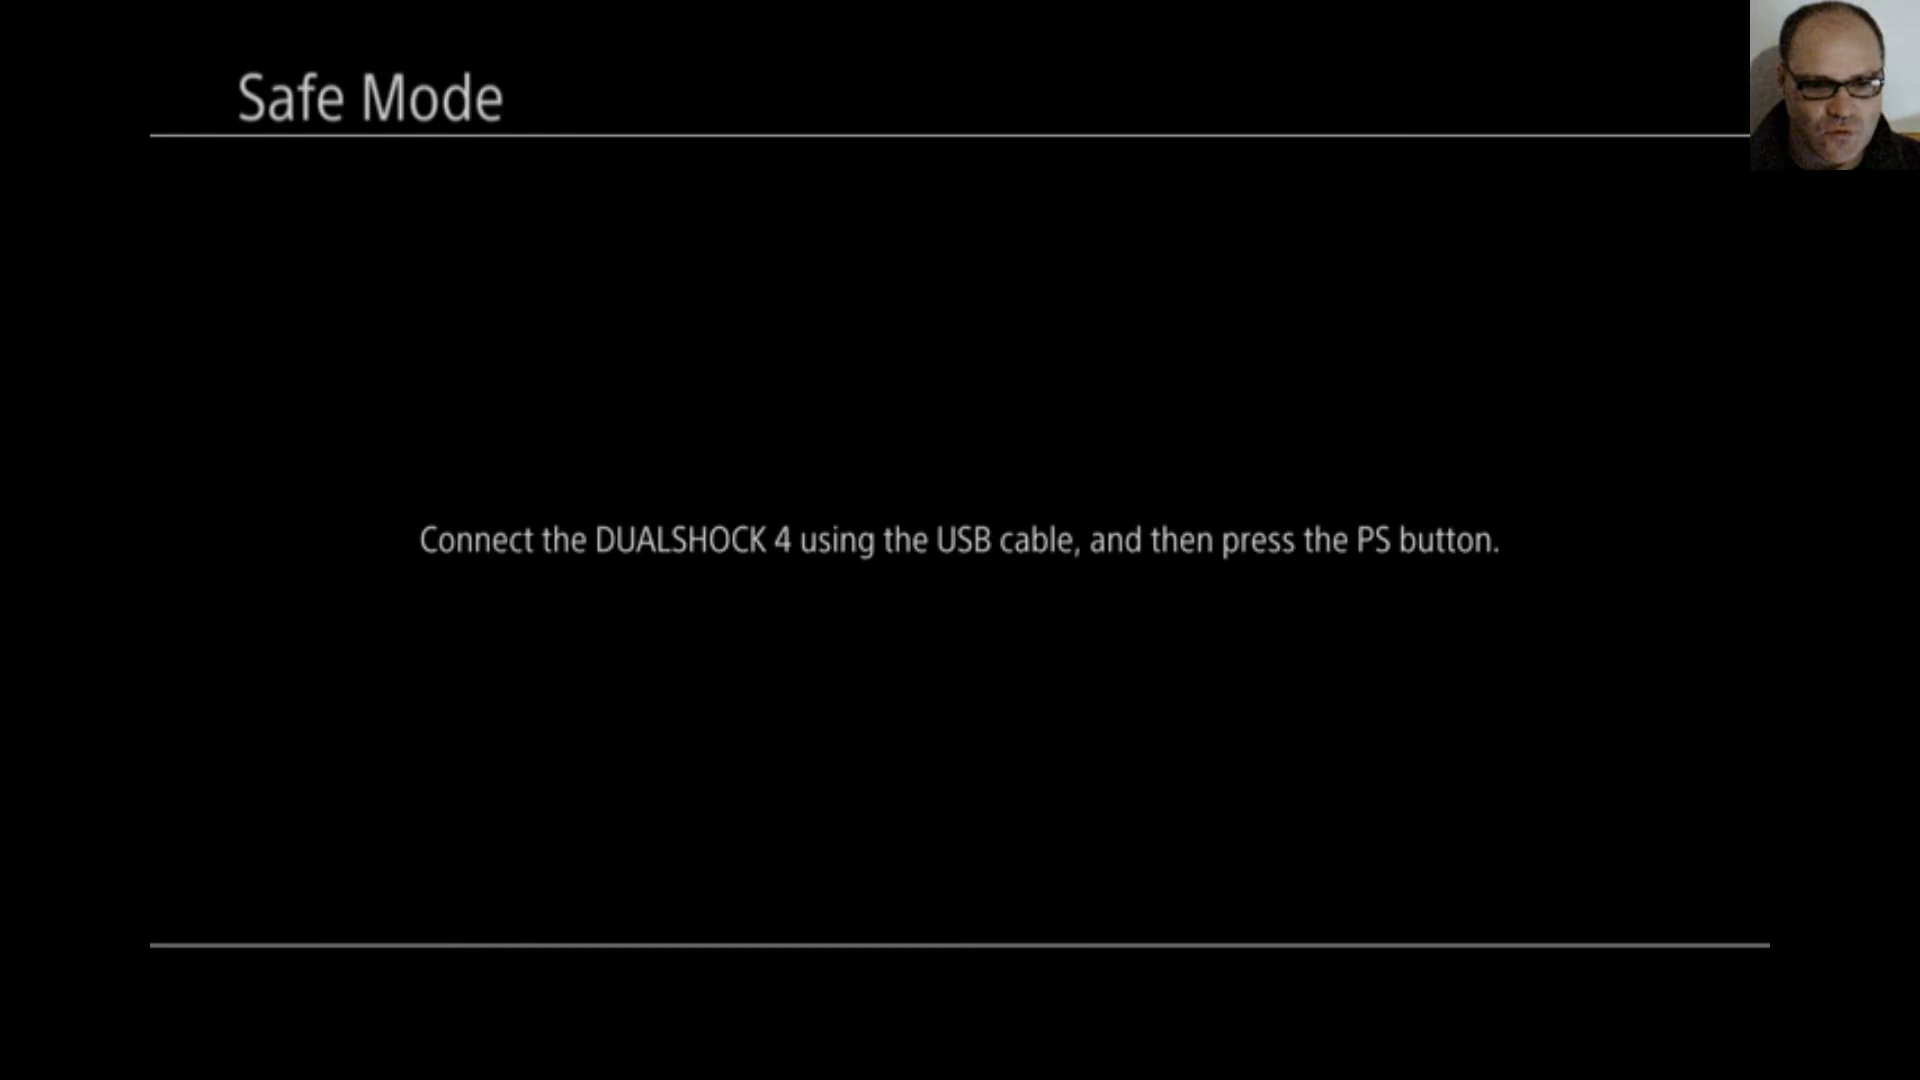 Safe Mode
Connect the DUALSHOCK 4 using the USB cable, and then press the PS button.